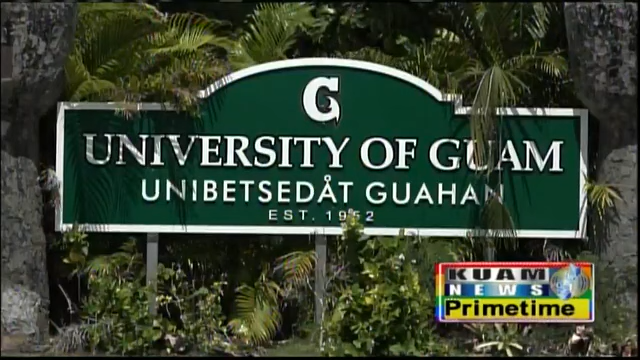 G
UNIVERSITY OF GUAM
UNIBETSEDÅT GUAHAN
EST. 1952
KUAM
NEWS
Primetime